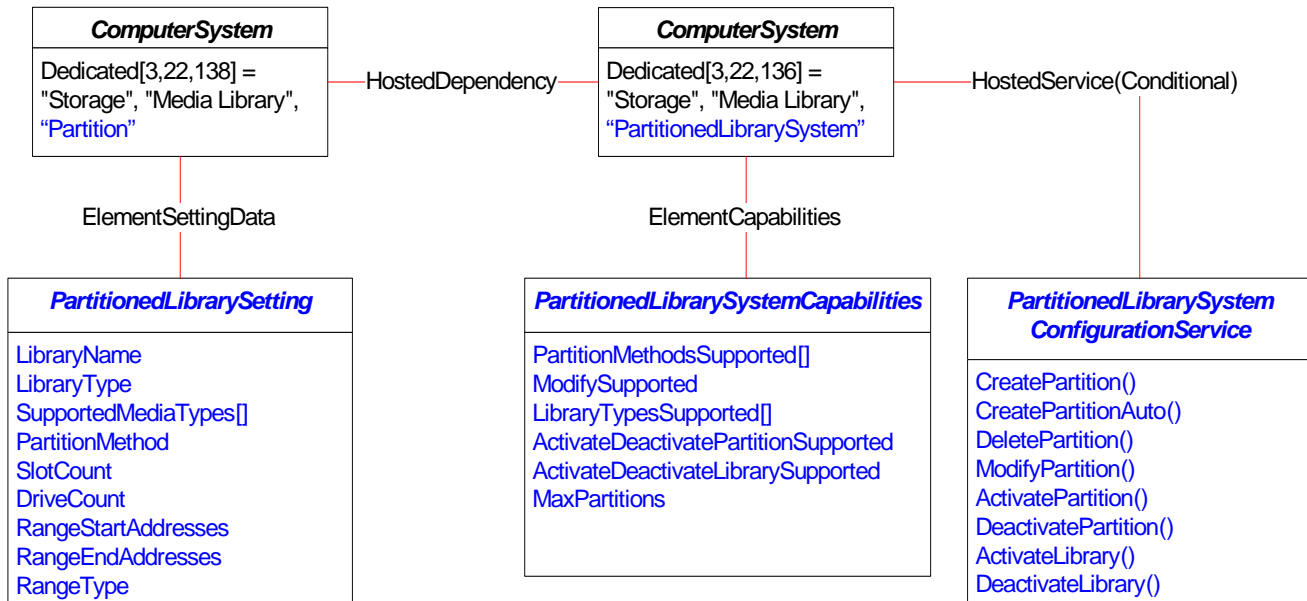 ComputerSystem
Dedicated[3,22,138] =
"Storage", "Media Library",
“Partition”
HostedDependency
ComputerSystem
Dedicated[3,22,136] =
"Storage", "Media Library",
“PartitionedLibrarySystem”
HostedService(Conditional)
ElementSettingData
ElementCapabilities
PartitionedLibrarySetting
LibraryName
LibraryType
SupportedMediaTypes[]
PartitionMethod
SlotCount
DriveCount
RangeStartAddresses
RangeEndAddresses
RangeType
PartitionedLibrarySystemCapabilities
PartitionMethodsSupported[]
ModifySupported
LibraryTypesSupported[]
ActivateDeactivatePartitionSupported
ActivateDeactivateLibrarySupported
MaxPartitions
PartitionedLibrarySystem
ConfigurationService
CreatePartition()
CreatePartitionAuto()
DeletePartition()
ModifyPartition()
ActivatePartition()
DeactivatePartition()
ActivateLibrary()
DeactivateLibrary()